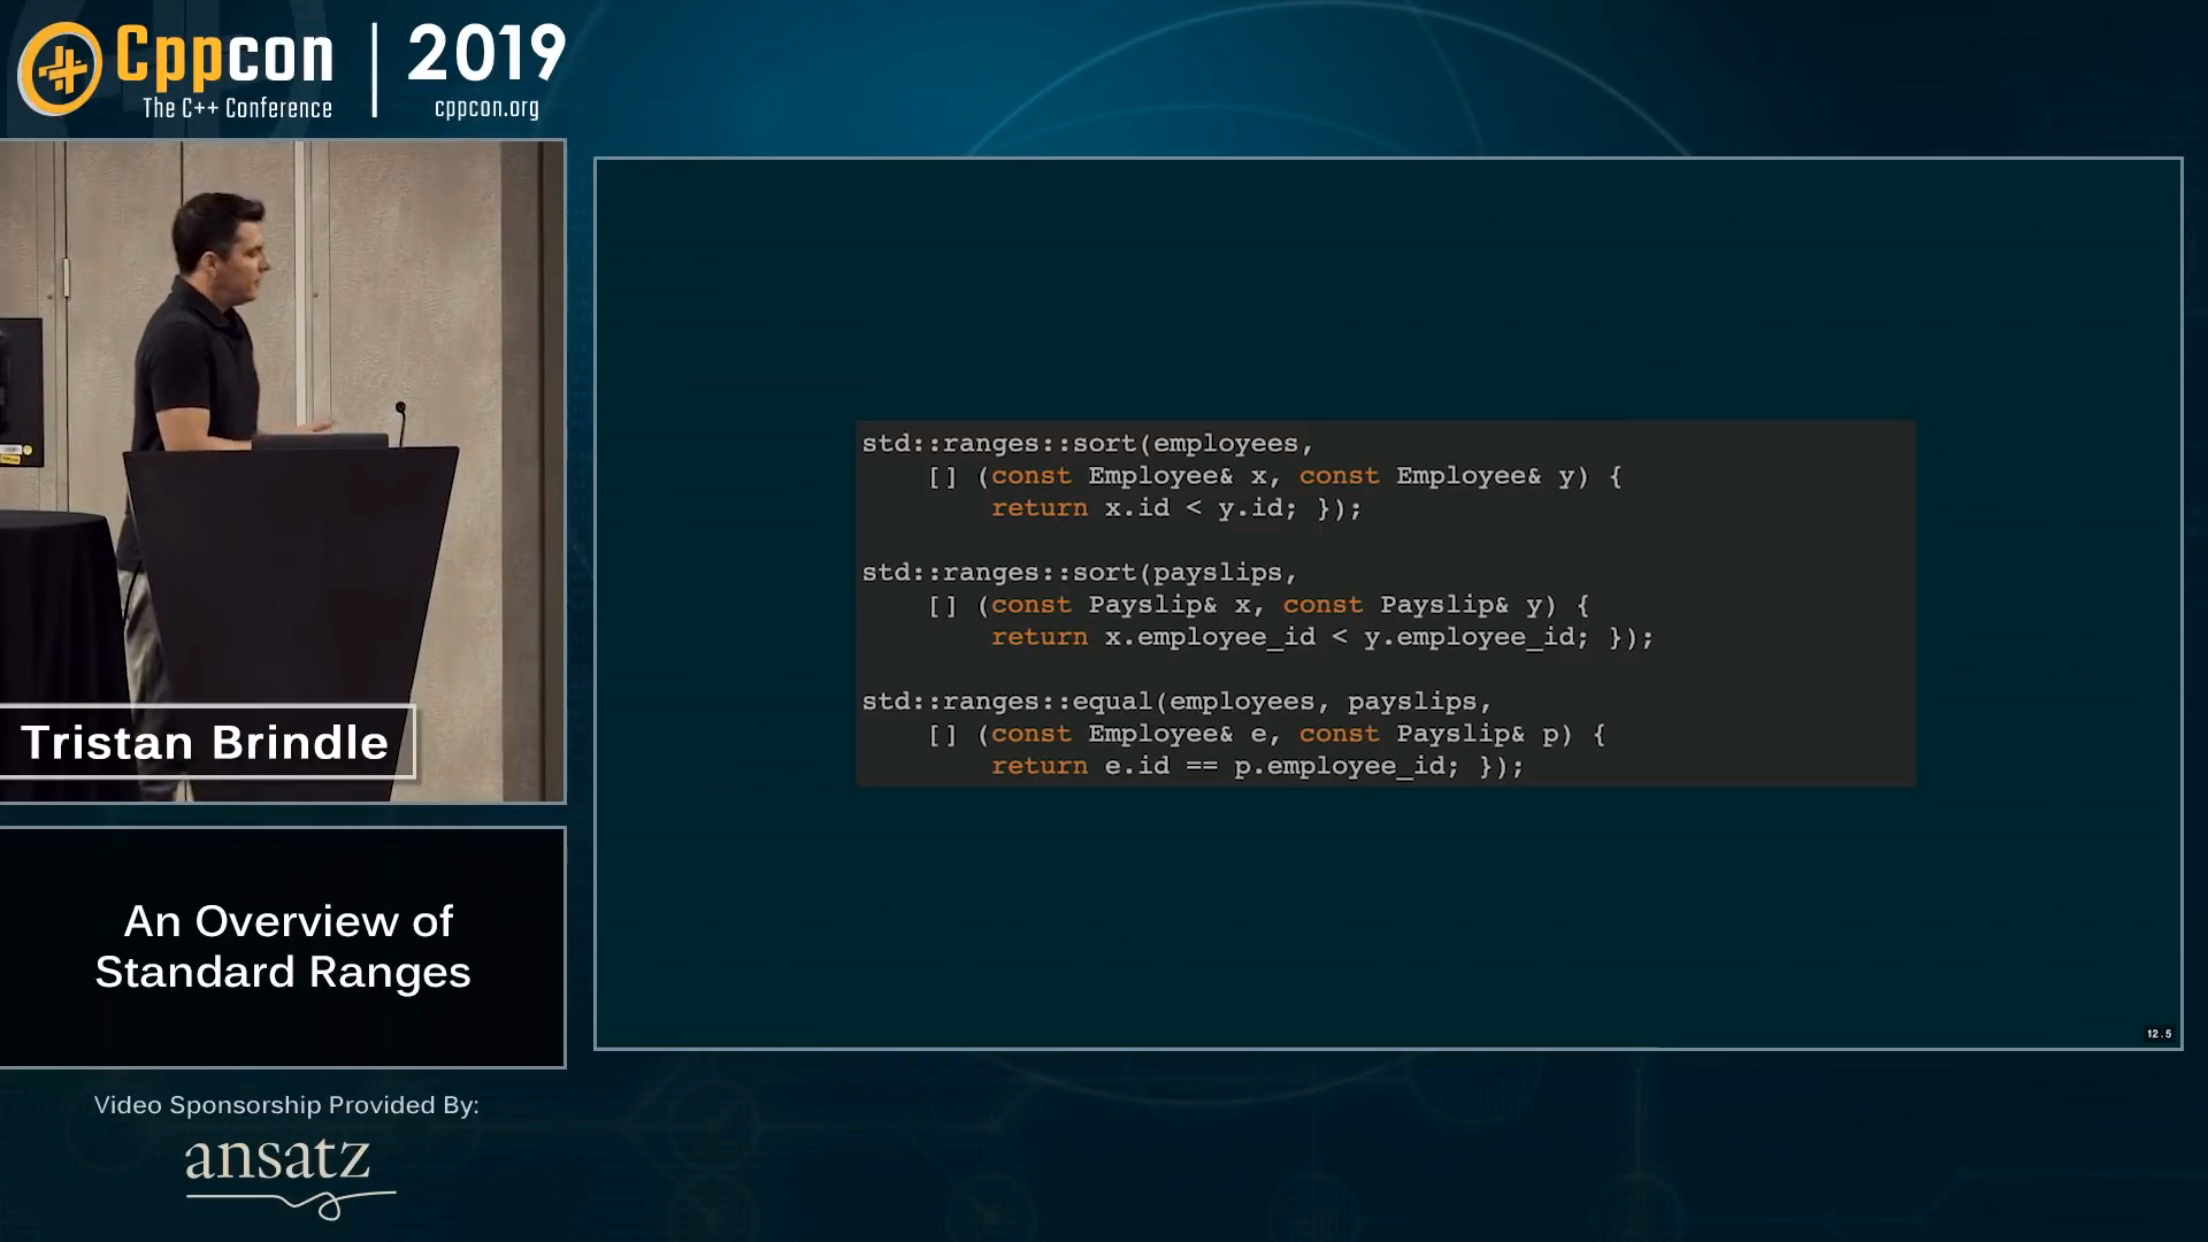 Cppcon
The C++ Conference
2019
cppcon.org
Tristan Brindle
An Overview of
Standard Ranges
Video Sponsorship Provided By:
ansatz
std::ranges::sort(employees,
    [] (const Employee& x, const Employee& y) {
        return x.id < y.id; });
std::ranges::sort(payslips,
    [] (const Payslip& x, const Payslip& y) {
        return x.employee_id < y.employee_id; });
std::ranges::equal(employees, payslips,
    [] (const Employee& e, const Payslip& p) {
        return e.id == p.employee_id; });
12.5